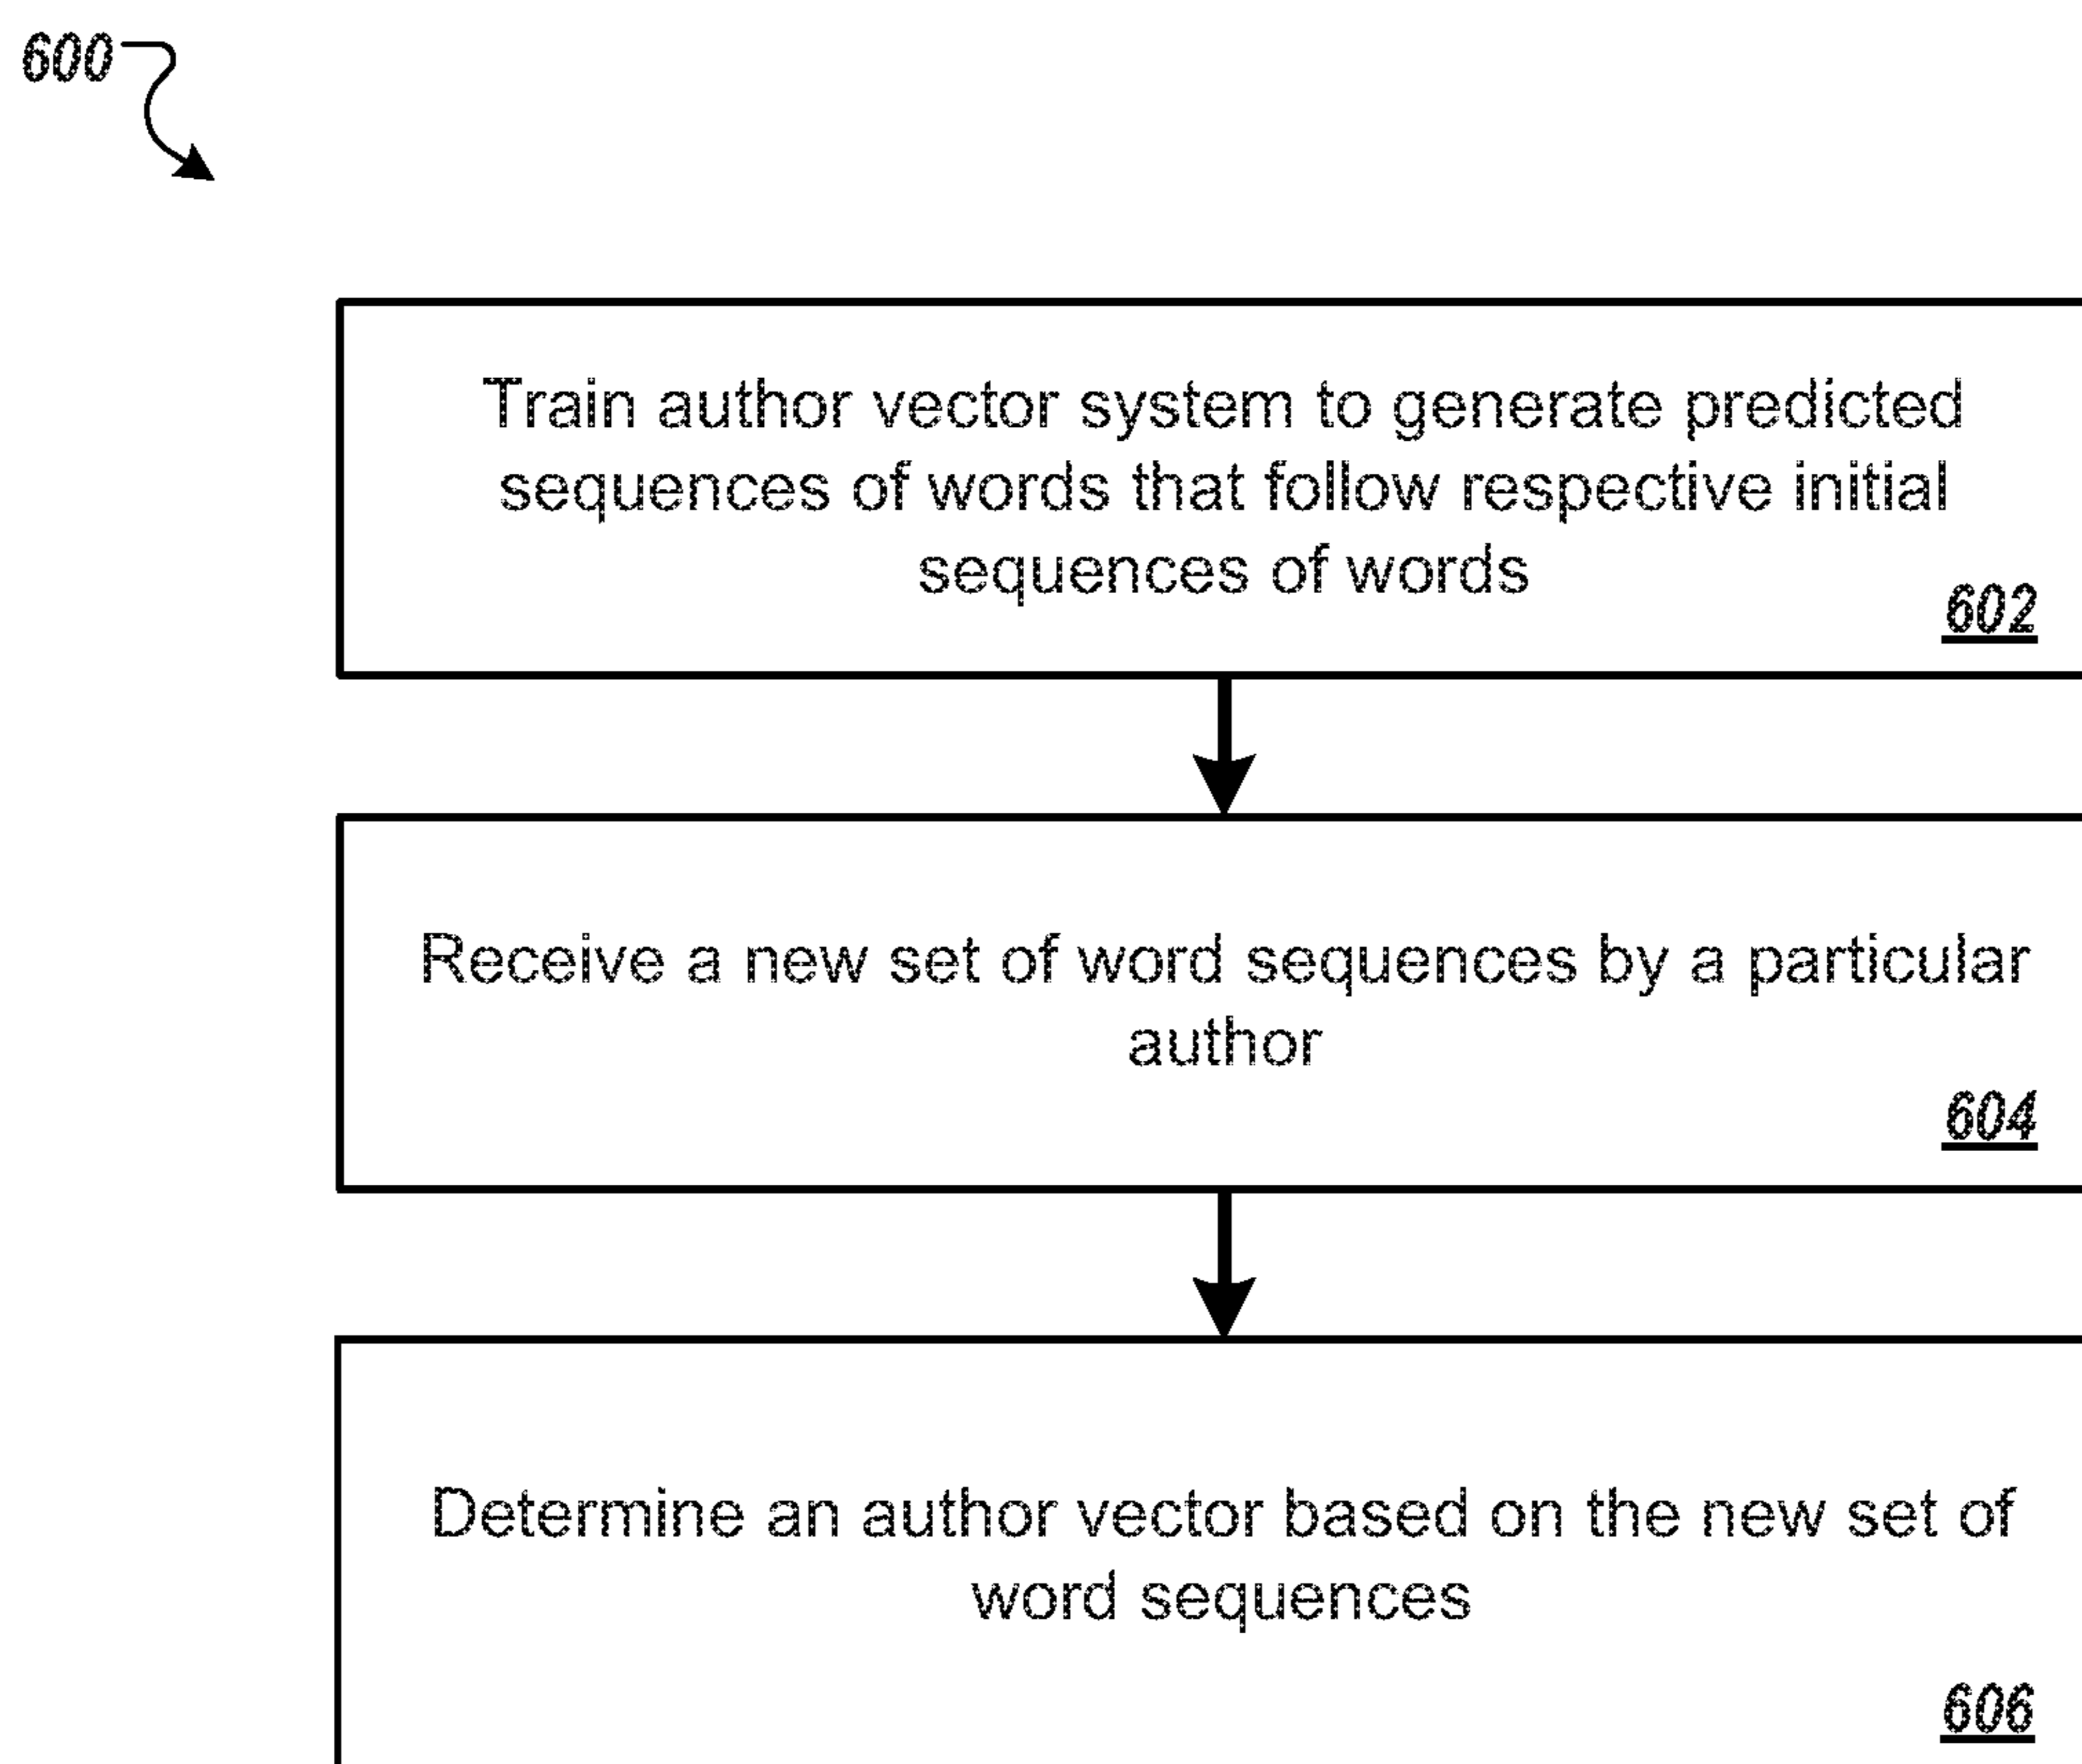 600
Train author vector system to generate predicted
sequences of words that follow respective initial
sequences of words
602
Receive a new set of word sequences by a particular
author
604
Determine an author vector based on the new set of
word sequences
606